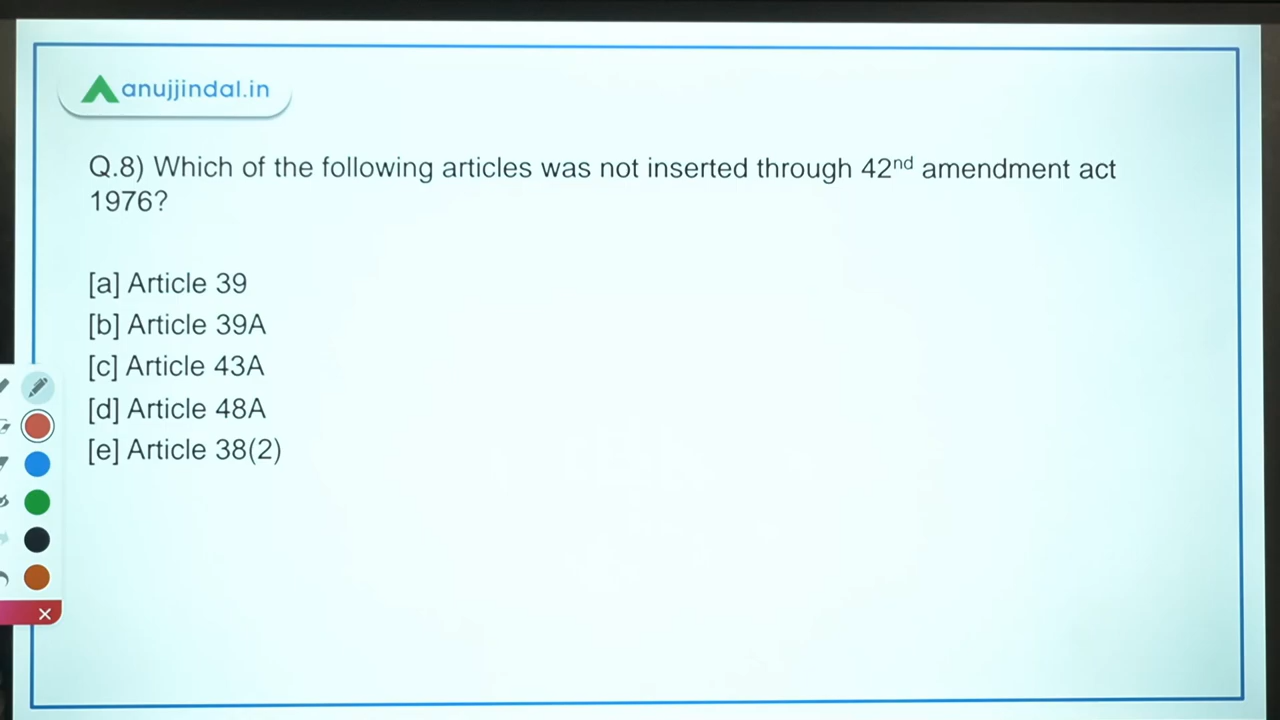 anujjindal.in
Q.8) Which of the following articles was not inserted through 42nd amendment act
1976?
[a] Article 39
[b] Article 39A
[c] Article 43A
[d] Article 48A
[e] Article 38(2)